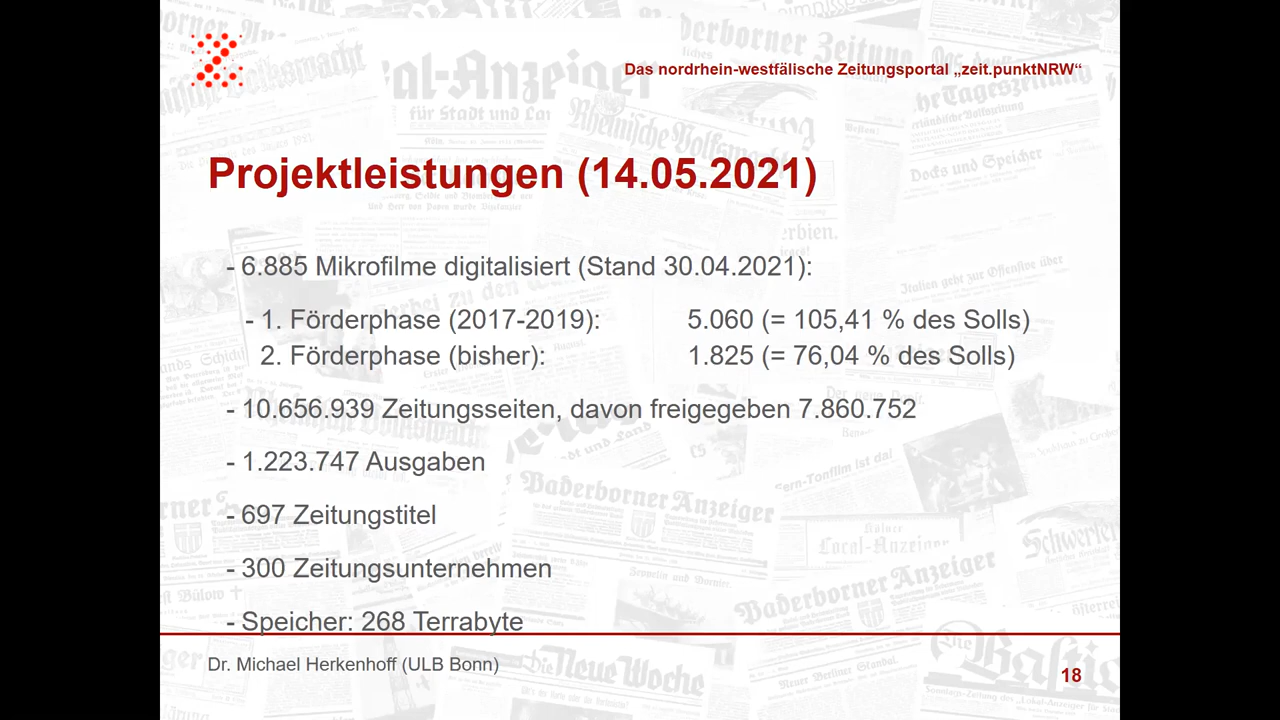 Das nordrhein-westfälische Zeitungsportal „zeit.punktNRW“
Projektleistungen (14.05.2021)
- 6.885 Mikrofilme digitalisiert (Stand 30.04.2021):
- 1. Förderphase (2017-2019): 5.060 (= 105,41 % des Solls)
2. Förderphase (bisher): 1.825 (= 76,04 % des Solls)
- 10.656.939 Zeitungsseiten, davon freigegeben 7.860.752
- 1.223.747 Ausgaben
- 697 Zeitungstitel
- 300 Zeitungsunternehmen
- Speicher: 268 Terrabyte
Dr. Michael Herkenhoff (ULB Bonn)
18